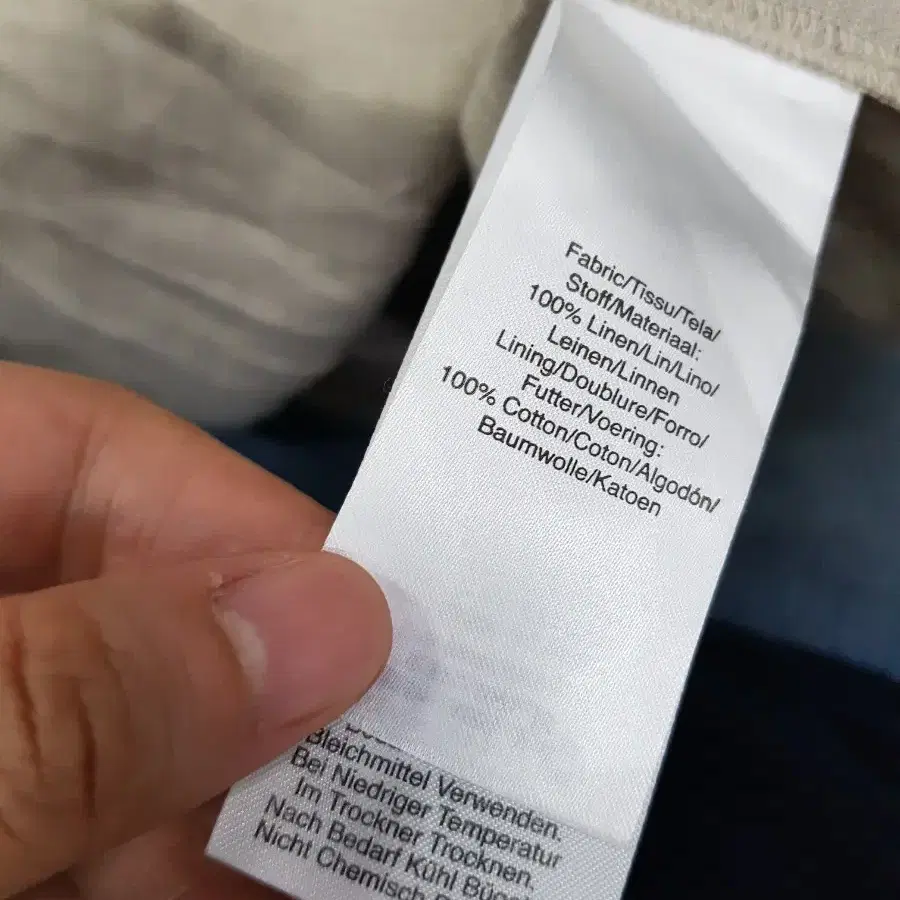 Fabric/Tissu/Tela/
Stoff/Materiaal:
100% Linen/Lin/Lino/
Leinen/Linnen
Lining/Doublure/Forro/
Futter/Voering:
100% Cotton/Coton/Algodón/
Baumwolle/Katoen
Bleichmittel Verwenden.
Bei Niedriger Temperatur
Im Trockner Trocknen.
Nach Bedarf Kühl
Nicht Chemisch